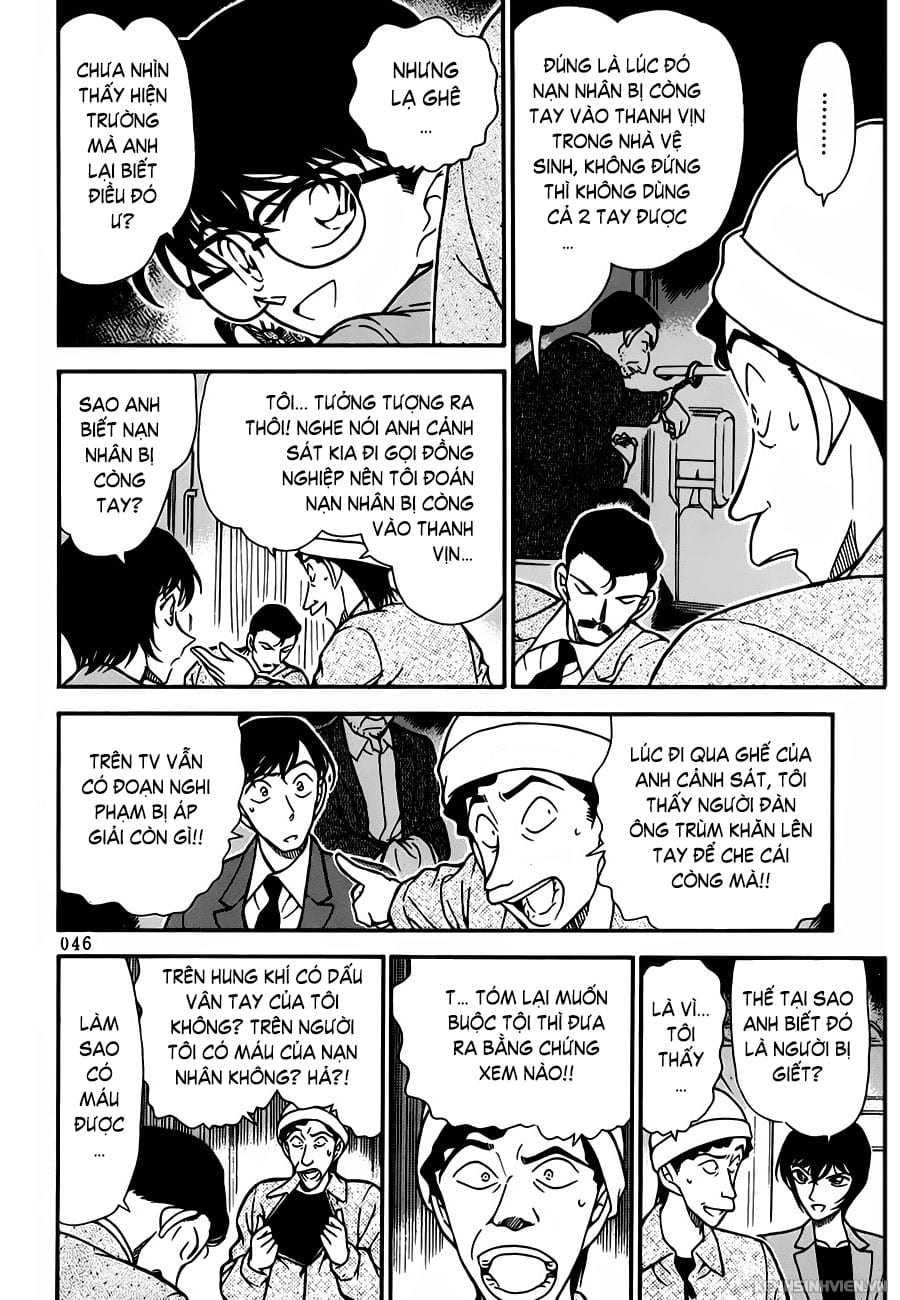 .........
ĐÚNG LÀ LÚC ĐÓ
NẠN NHÂN BỊ CÒNG
TAY VÀO THANH VỊN
TRONG NHÀ VỆ
SINH, KHÔNG ĐỨNG
THÌ KHÔNG DÙNG
CẢ 2 TAY ĐƯỢC
...
NHƯNG
LẠ GHÊ
...
CHƯA NHÌN
THẤY HIỆN
TRƯỜNG
MÀ ANH
LẠI BIẾT
ĐIỀU ĐÓ
Ư?
TÔI... TƯỞNG TƯỢNG RA
THÔI! NGHE NÓI ANH CẢNH
SÁT KIA ĐI GỌI ĐỒNG
NGHIỆP NÊN TÔI ĐOÁN
NẠN NHÂN BỊ CÒNG
VÀO THANH
VỊN...
SAO ANH
BIẾT NẠN
NHÂN BỊ
CÒNG
TAY?
LÚC ĐI QUA GHẾ CỦA
ANH CẢNH SÁT, TÔI
THẤY NGƯỜI ĐÀN
ÔNG TRÙM KHĂN LÊN
TAY ĐỂ CHE CÁI
CÒNG MÀ!!
TRÊN TV VẪN
CÓ ĐOẠN NGHI
PHẠM BỊ ÁP
GIẢI CÒN GÌ!!
046
THẾ TẠI SAO
ANH BIẾT ĐÓ
LÀ NGƯỜI BỊ
GIẾT?
LÀ VÌ...
TÔI
THẤY
...
T... TÓM LẠI MUỐN
BUỘC TỘI THÌ ĐƯA
RA BẰNG CHỨNG
XEM NÀO!!
TRÊN HUNG KHÍ CÓ DẤU
VÂN TAY CỦA TÔI
KHÔNG? TRÊN NGƯỜI
TÔI CÓ MÁU CỦA NẠN
NHÂN KHÔNG? HẢ?!
LÀM
SAO
CÓ
MÁU
ĐƯỢC
...